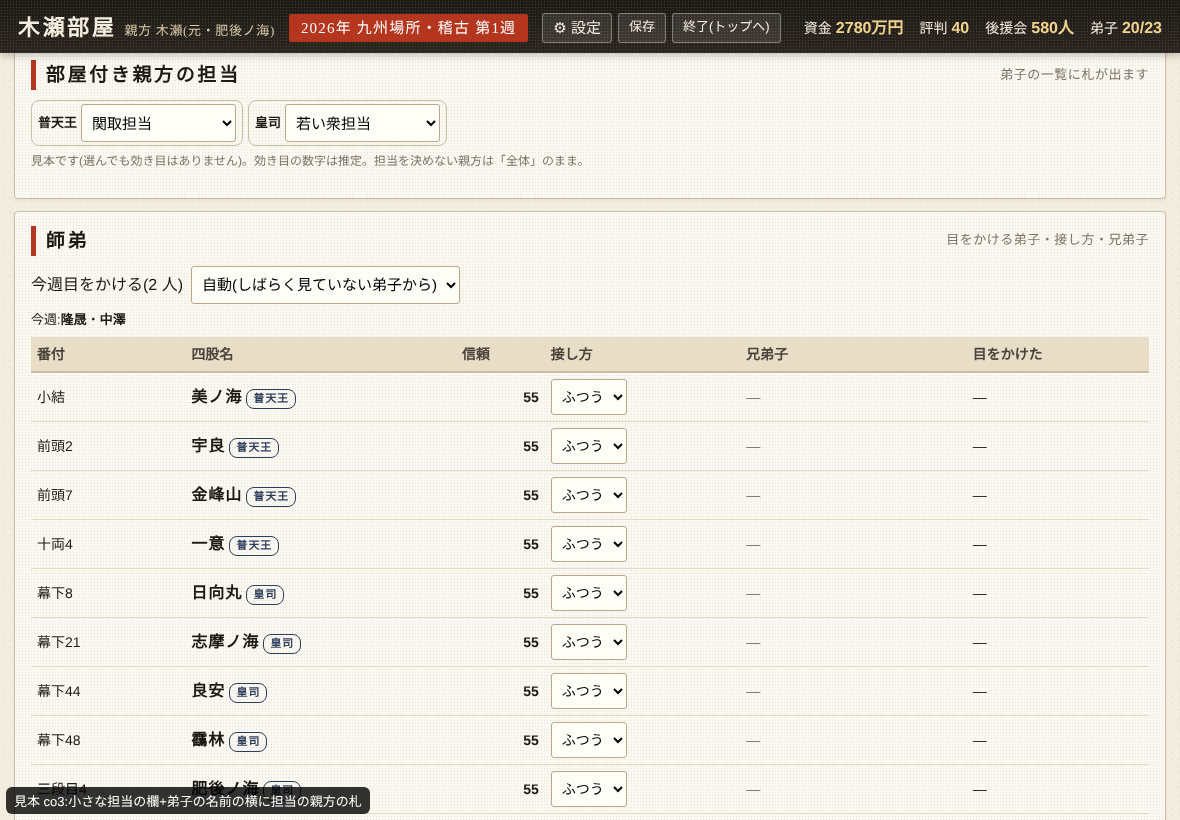 木瀬部屋 親方 木瀬(元・肥後ノ海) 2026年 九州場所・稽古 第1週 ⚙ 設定 保存 終了(トップへ) 資金 2780万円 評判 40 後援会 580人 弟子 20/23
部屋付き親方の担当 弟子の一覧に札が出ます
普天王 関取担当 皇司 若い衆担当
見本です(選んでも効き目はありません)。効き目の数字は推定。担当を決めない親方は「全体」のまま。
師弟 目をかける弟子・接し方・兄弟子
今週目をかける(2 人) 自動(しばらく見ていない弟子から)
今週:隆晟・中澤
番付 四股名 信頼 接し方 兄弟子 目をかけた
小結 美ノ海 普天王 55 ふつう — —
前頭2 宇良 普天王 55 ふつう — —
前頭7 金峰山 普天王 55 ふつう — —
十両4 一意 普天王 55 ふつう — —
幕下8 日向丸 皇司 55 ふつう — —
幕下21 志摩ノ海 皇司 55 ふつう — —
幕下44 良安 皇司 55 ふつう — —
幕下48 林 皇司 55 ふつう — —
三段目4 肥後ノ海 皇司 55 ふつう — —
見本 co3:小さな担当の欄+弟子の名前の横に担当の親方の札